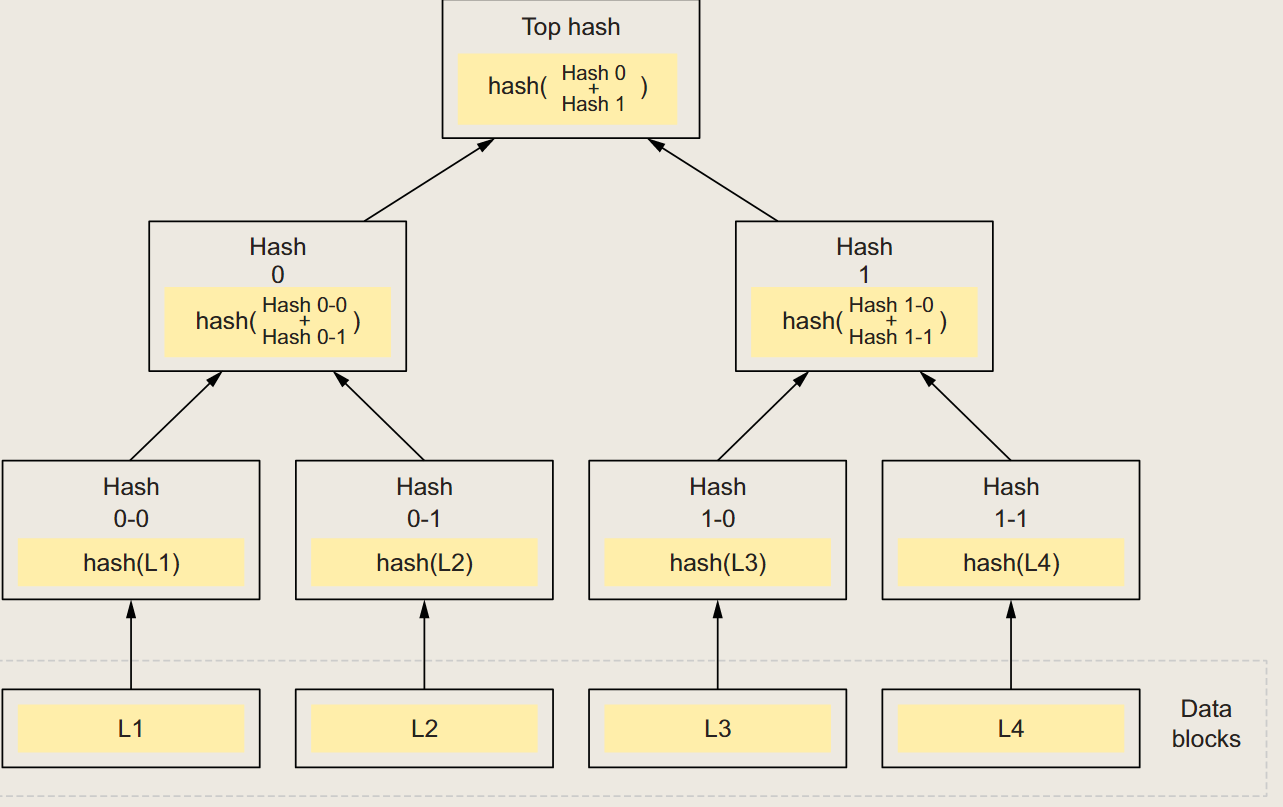 Top hash
hash( Hash 0 + Hash 1 )
Hash
0
hash( Hash 0-0 + Hash 0-1 )
Hash
1
hash( Hash 1-0 + Hash 1-1 )
Hash
0-0
hash(L1)
Hash
0-1
hash(L2)
Hash
1-0
hash(L3)
Hash
1-1
hash(L4)
L1
L2
L3
L4
Data
blocks